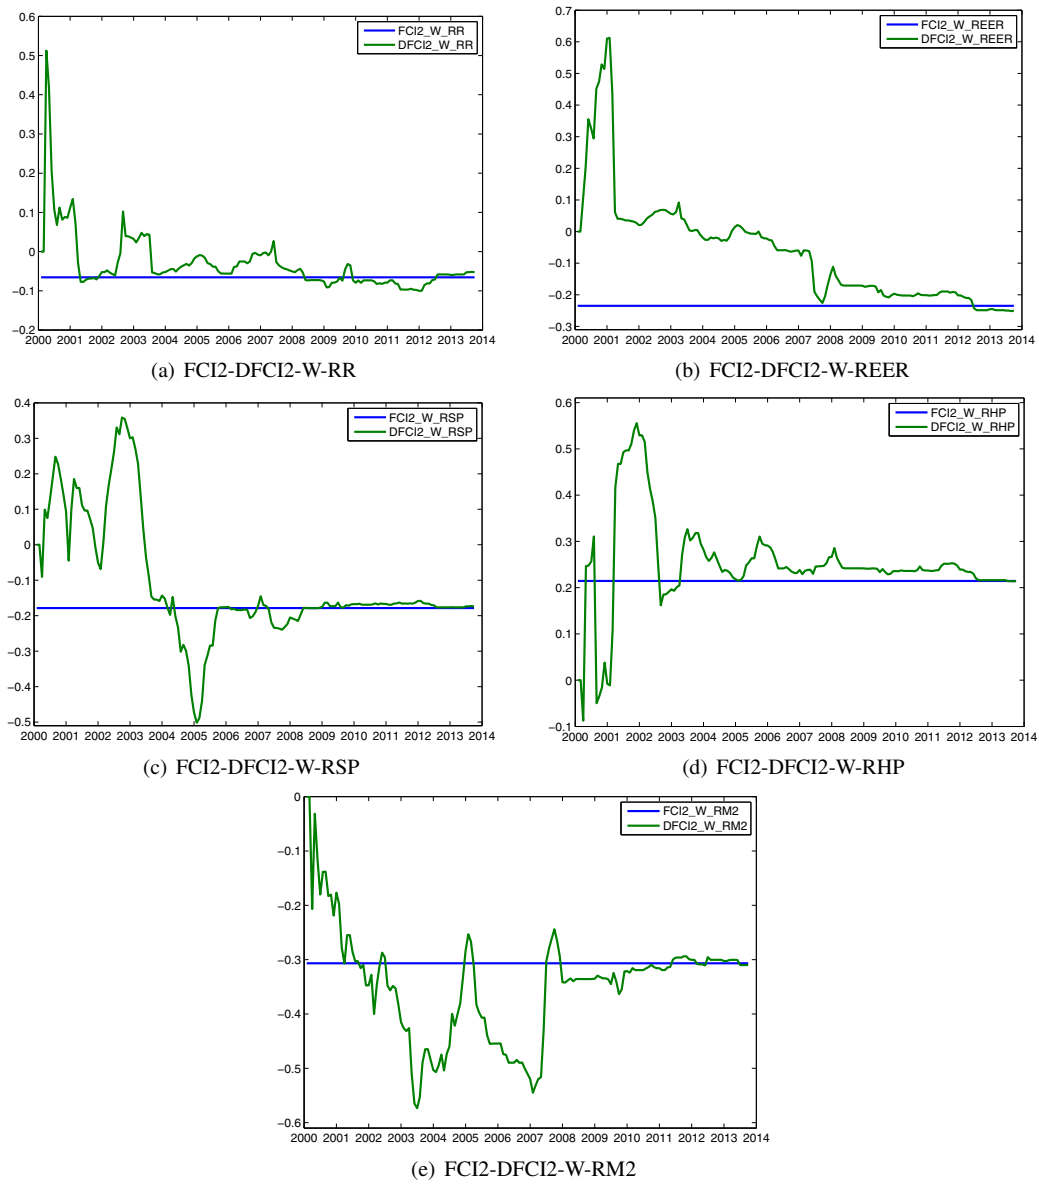 0.6
0.5
0.4
0.3
0.2
0.1
0
−0.1
−0.2
2000 2001 2002 2003 2004 2005 2006 2007 2008 2009 2010 2011 2012 2013 2014
FCI2_W_RR
DFCI2_W_RR
(a) FCI2-DFCI2-W-RR
0.7
0.6
0.5
0.4
0.3
0.2
0.1
0
−0.1
−0.2
−0.3
2000 2001 2002 2003 2004 2005 2006 2007 2008 2009 2010 2011 2012 2013 2014
FCI2_W_REER
DFCI2_W_REER
(b) FCI2-DFCI2-W-REER
0.4
0.3
0.2
0.1
0
−0.1
−0.2
−0.3
−0.4
−0.5
2000 2001 2002 2003 2004 2005 2006 2007 2008 2009 2010 2011 2012 2013 2014
FCI2_W_RSP
DFCI2_W_RSP
(c) FCI2-DFCI2-W-RSP
0.6
0.5
0.4
0.3
0.2
0.1
0
−0.1
2000 2001 2002 2003 2004 2005 2006 2007 2008 2009 2010 2011 2012 2013 2014
FCI2_W_RHP
DFCI2_W_RHP
(d) FCI2-DFCI2-W-RHP
0
−0.1
−0.2
−0.3
−0.4
−0.5
−0.6
2000 2001 2002 2003 2004 2005 2006 2007 2008 2009 2010 2011 2012 2013 2014
FCI2_W_RM2
DFCI2_W_RM2
(e) FCI2-DFCI2-W-RM2